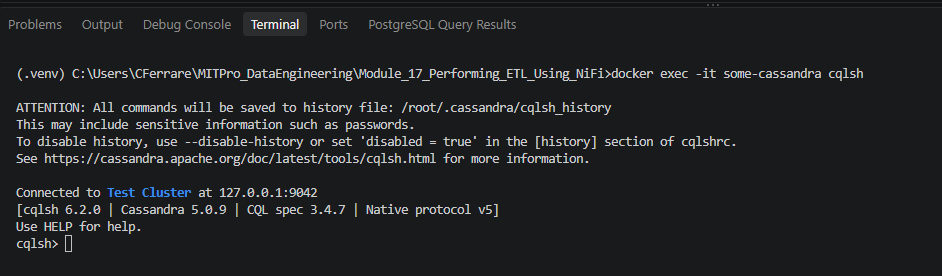 Problems Output Debug Console Terminal Ports PostgreSQL Query Results
(.venv) C:\Users\CFerrare\MITPro_DataEngineering\Module_17_Performing_ETL_Using_NiFi>docker exec -it some-cassandra cqlsh
ATTENTION: All commands will be saved to history file: /root/.cassandra/cqlsh_history
This may include sensitive information such as passwords.
To disable history, use --disable-history or set 'disabled = true' in the [history] section of cqlshrc.
See https://cassandra.apache.org/doc/latest/tools/cqlsh.html for more information.
Connected to Test Cluster at 127.0.0.1:9042
[cqlsh 6.2.0 | Cassandra 5.0.9 | CQL spec 3.4.7 | Native protocol v5]
Use HELP for help.
cqlsh>